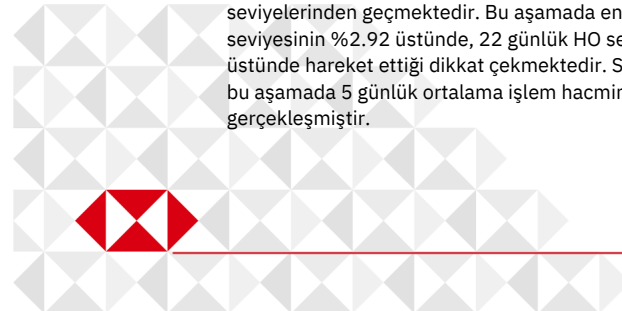 seviyelerinden geçmektedir. Bu aşamada en
seviyesinin %2.92 üstünde, 22 günlük HO se
üstünde hareket ettiği dikkat çekmektedir. S
bu aşamada 5 günlük ortalama işlem hacmi
gerçekleşmiştir.